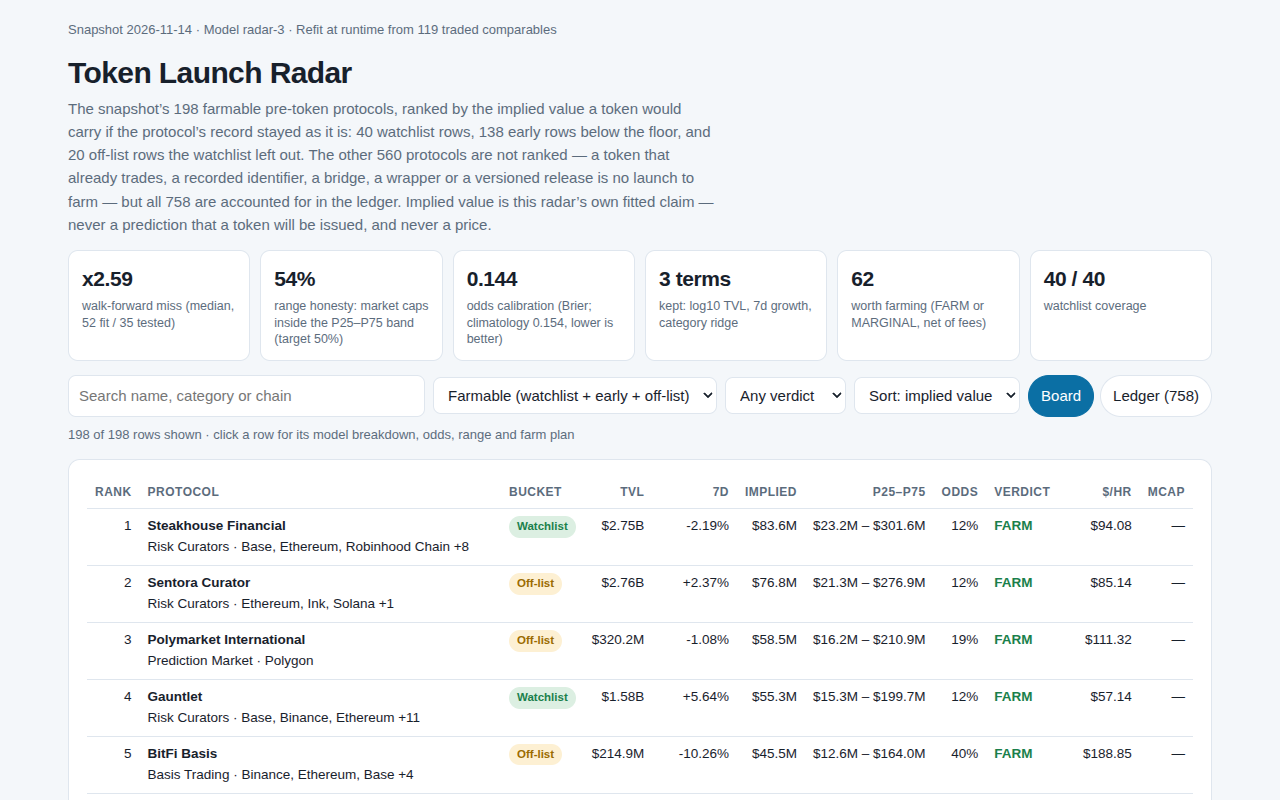 Snapshot 2026-11-14 · Model radar-3 · Refit at runtime from 119 traded comparables
Token Launch Radar
The snapshot’s 198 farmable pre-token protocols, ranked by the implied value a token would
carry if the protocol’s record stayed as it is: 40 watchlist rows, 138 early rows below the floor, and
20 off-list rows the watchlist left out. The other 560 protocols are not ranked — a token that
already trades, a recorded identifier, a bridge, a wrapper or a versioned release is no launch to
farm — but all 758 are accounted for in the ledger. Implied value is this radar’s own fitted claim —
never a prediction that a token will be issued, and never a price.
x2.59
walk-forward miss (median,
52 fit / 35 tested)
54%
range honesty: market caps
inside the P25–P75 band
(target 50%)
0.144
odds calibration (Brier;
climatology 0.154, lower is
better)
3 terms
kept: log10 TVL, 7d growth,
category ridge
62
worth farming (FARM or
MARGINAL, net of fees)
40 / 40
watchlist coverage
Search name, category or chain
Farmable (watchlist + early + off-list)
Any verdict
Sort: implied value
Board
Ledger (758)
198 of 198 rows shown · click a row for its model breakdown, odds, range and farm plan
RANK PROTOCOL BUCKET TVL 7D IMPLIED P25–P75 ODDS VERDICT $/HR MCAP
1 Steakhouse Financial Watchlist $2.75B -2.19% $83.6M $23.2M – $301.6M 12% FARM $94.08 —
Risk Curators · Base, Ethereum, Robinhood Chain +8
2 Sentora Curator Off-list $2.76B +2.37% $76.8M $21.3M – $276.9M 12% FARM $85.14 —
Risk Curators · Ethereum, Ink, Solana +1
3 Polymarket International Off-list $320.2M -1.08% $58.5M $16.2M – $210.9M 19% FARM $111.32 —
Prediction Market · Polygon
4 Gauntlet Watchlist $1.58B +5.64% $55.3M $15.3M – $199.7M 12% FARM $57.14 —
Risk Curators · Base, Binance, Ethereum +11
5 BitFi Basis Off-list $214.9M -10.26% $45.5M $12.6M – $164.0M 40% FARM $188.85 —
Basis Trading · Binance, Ethereum, Base +4